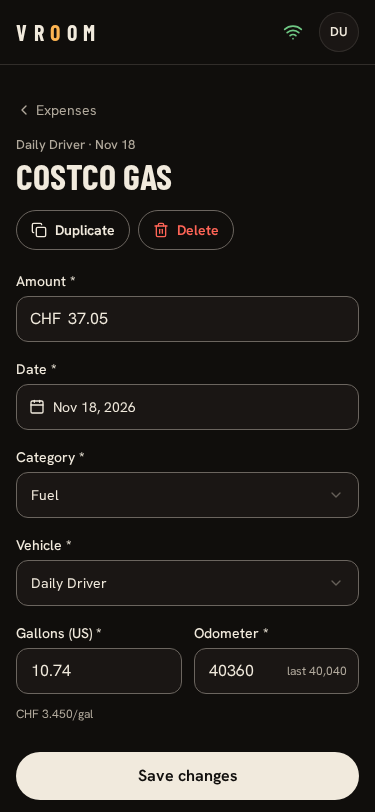 VROOM
DU
Expenses
Daily Driver · Nov 18
COSTCO GAS
Duplicate
Delete
Amount *
CHF 37.05
Date *
Nov 18, 2026
Category *
Fuel
Vehicle *
Daily Driver
Gallons (US) * Odometer *
10.74 40360 last 40,040
CHF 3.450/gal
Save changes